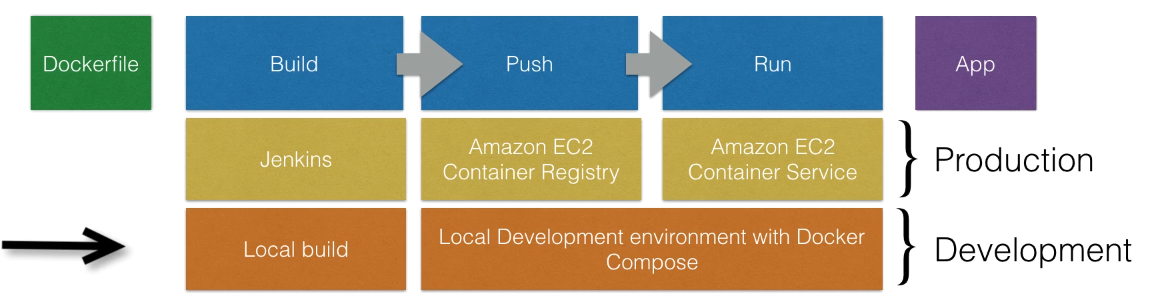 Dockerfile
Build
Push
Run
App
Jenkins
Amazon EC2
Container Registry
Amazon EC2
Container Service
Production
Local build
Local Development environment with Docker
Compose
Development